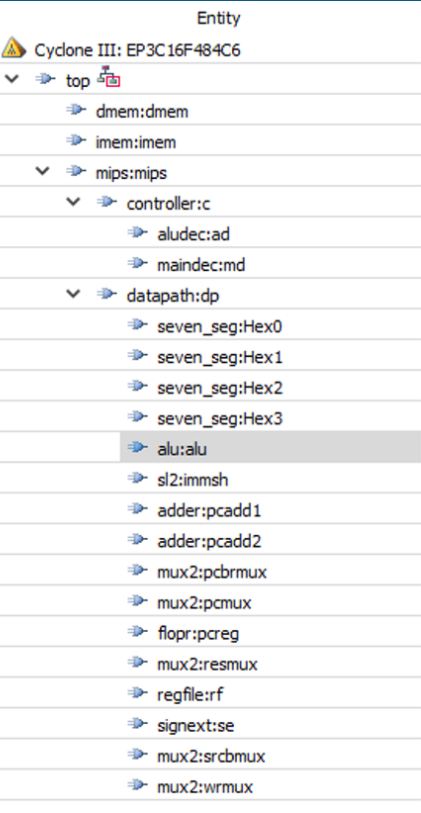 Entity
Cyclone III: EP3C16F484C6
top
dmem:dmem
imem:imem
mips:mips
controller:c
aludec:ad
maindec:md
datapath:dp
seven_seg:Hex0
seven_seg:Hex1
seven_seg:Hex2
seven_seg:Hex3
alu:alu
sl2:immsh
adder:pcadd1
adder:pcadd2
mux2:pcbrmux
mux2:pcmux
flopr:pcreg
mux2:resmux
regfile:rf
signext:se
mux2:srcbmux
mux2:wrmux